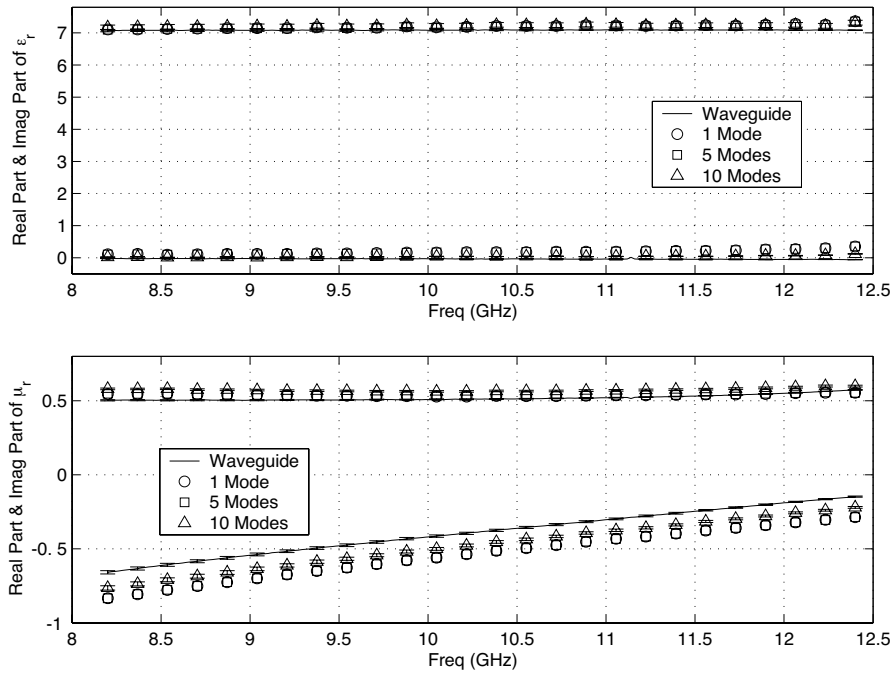 Real Part & Imag Part of εr
7
6
5
4
3
2
1
0
Waveguide
1 Mode
5 Modes
10 Modes
8 8.5 9 9.5 10 10.5 11 11.5 12 12.5
Freq (GHz)
Real Part & Imag Part of μr
0.5
0
-0.5
-1
Waveguide
1 Mode
5 Modes
10 Modes
8 8.5 9 9.5 10 10.5 11 11.5 12 12.5
Freq (GHz)